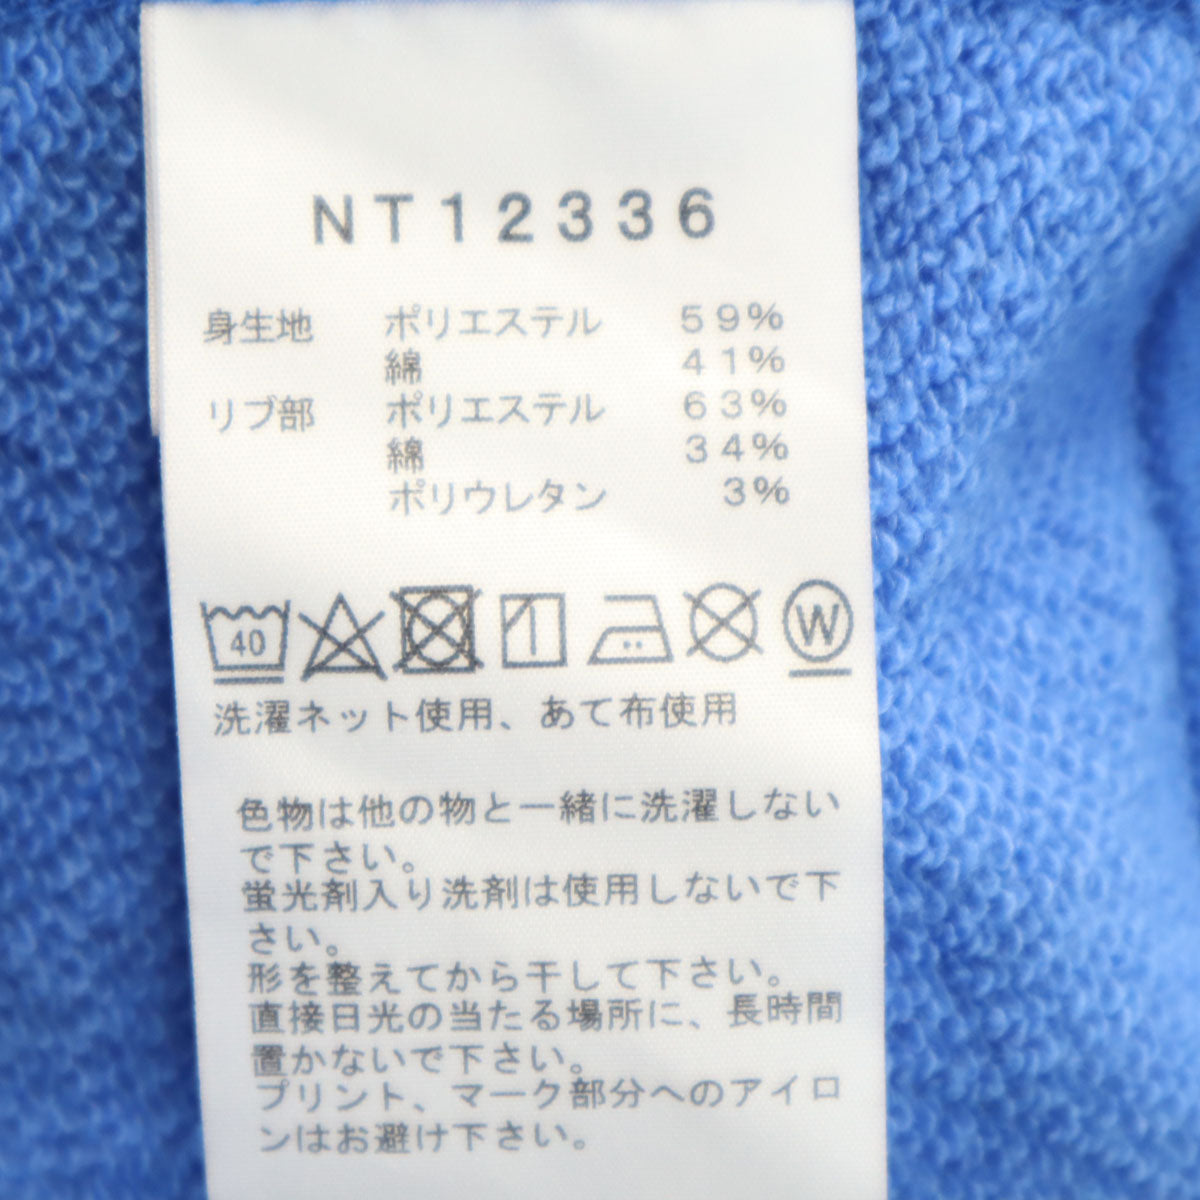 NT12336
身生地 ポリエステル 59%
綿 41%
リブ部 ポリエステル 63%
綿 34%
ポリウレタン 3%
40 W
洗濯ネット使用、あて布使用
色物は他の物と一緒に洗濯しない
で下さい。
蛍光剤入り洗剤は使用しないで下
さい。
形を整えてから干して下さい。
直接日光の当たる場所に、長時間
置かないで下さい。
プリント、マーク部分へのアイロ
ンはお避け下さい。